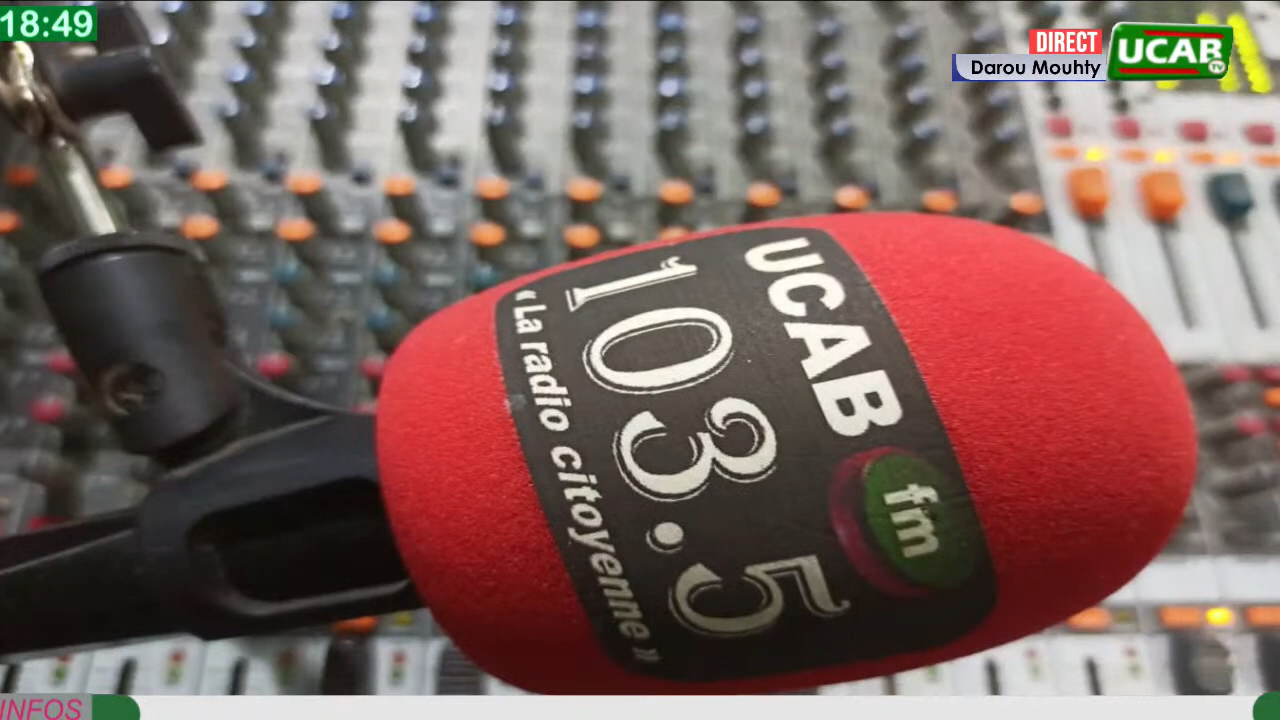 18:49
DIRECT
Darou Mouhty
UCAB
TV
UCAB
fm
103.5
« La radio citoyenne »
INFOS